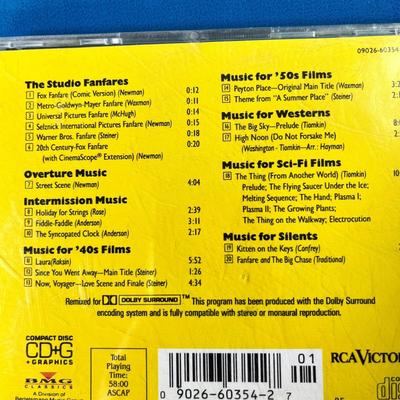 09026-60354-
The Studio Fanfares
1 Fox Fanfare (Comic Version) (Newman) 0:12
2 Metro-Goldwyn-Mayer Fanfare (Waxman) 0:11
3 Universal Pictures Fanfare (McHugh) 0:14
4 Selznick International Pictures Fanfare (Newman) 0:15
5 Warner Bros. Fanfare (Steiner) 0:18
6 20th Century-Fox Fanfare 0:20
(with CinemaScope® Extension) (Newman)
Overture Music
7 Street Scene (Newman) 4:04
Intermission Music
8 Holiday for Strings (Rose) 2:39
9 Fiddle-Faddle (Anderson) 3:31
10 The Syncopated Clock (Anderson) 2:24
Music for '40s Films
11 Laura (Raksin) 5:52
12 Since You Went Away—Main Title (Steiner) 1:26
13 Now, Voyager—Love Scene and Finale (Steiner) 3:34
Music for '50s Films
14 Peyton Place—Original Main Title (Waxman)
15 Theme from "A Summer Place" (Steiner)
Music for Westerns
16 The Big Sky—Prelude (Tiomkin)
17 High Noon (Do Not Forsake Me)
(Washington - Tiomkin—Arr.: Hayman)
Music for Sci-Fi Films
18 The Thing (From Another World) (Tiomkin) 10
Prelude; The Flying Saucer Under the Ice;
Melting Sequence; The Hand; Plasma I;
Plasma II; The Growing Plants;
The Thing on the Walkway; Electrocution
Music for Silents
19 Kitten on the Keys (Confrey)
20 Fanfare and The Big Chase (Traditional)
Remixed for DOLBY SURROUND™ This program has been produced with the Dolby Surround
encoding system and is fully compatible with stereo or monaural reproduction.
COMPACT DISC
CD+G
+GRAPHICS
BMG
CLASSICS
A Division of
Bertelsmann Music Group
Total
Playing
Time:
58:00
ASCAP
01
0 9026-60354-2 7
RCA VICTOR
disc